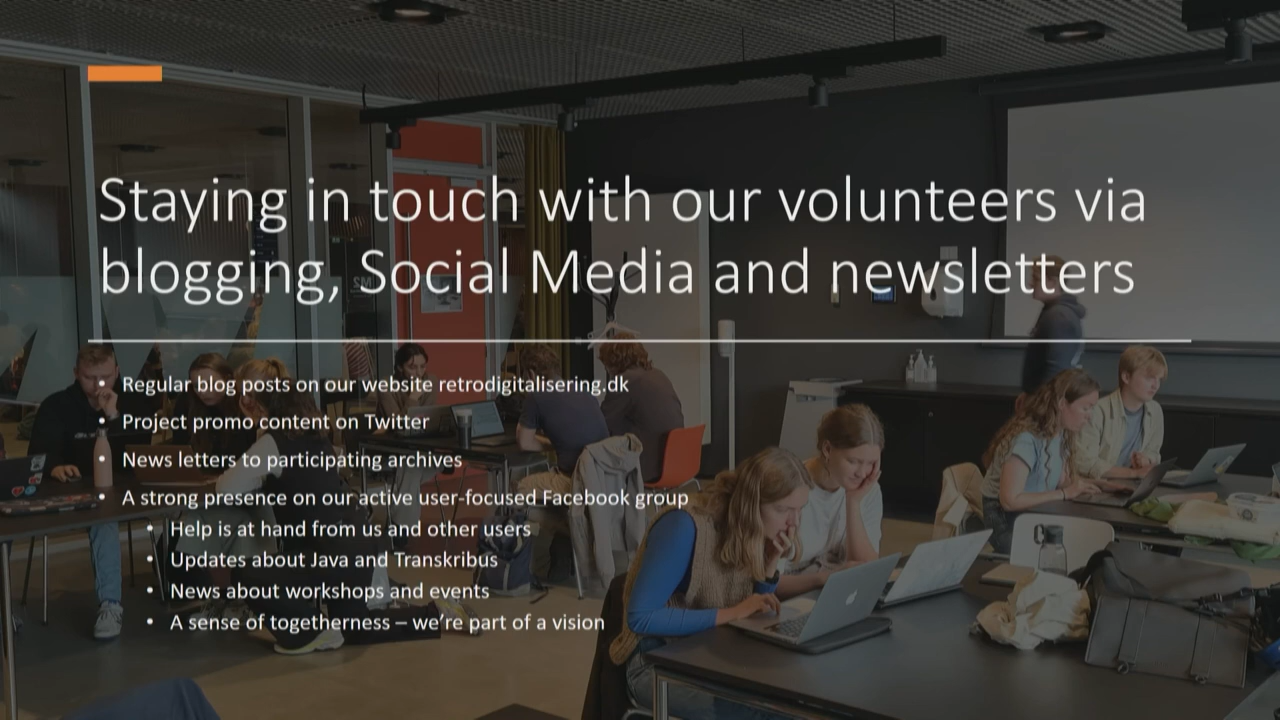 Staying in touch with our volunteers via
blogging, Social Media and newsletters
• Regular blog posts on our website retrodigitalisering.dk
• Project promo content on Twitter
• News letters to participating archives
• A strong presence on our active user-focused Facebook group
• Help is at hand from us and other users
• Updates about Java and Transkribus
• News about workshops and events
• A sense of togetherness – we’re part of a vision